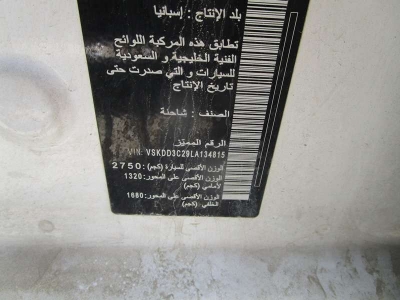 بلد الإنتاج : إسبانيا
تطابق هذه المركبة اللوائح
الفنية الخليجية و السعودية
للسيارات و التي صدرت حتى
تاريخ الإنتاج
الصنف : شاحنة
الرقم المميز
VIN: VSKDD3C29LA134815
الوزن الأقصى للسيارة (كجم): 2750
الوزن الأقصى على المحور: 1320
الأمامي (كجم)
الوزن الأقصى على المحور: 1680
الخلفي (كجم)